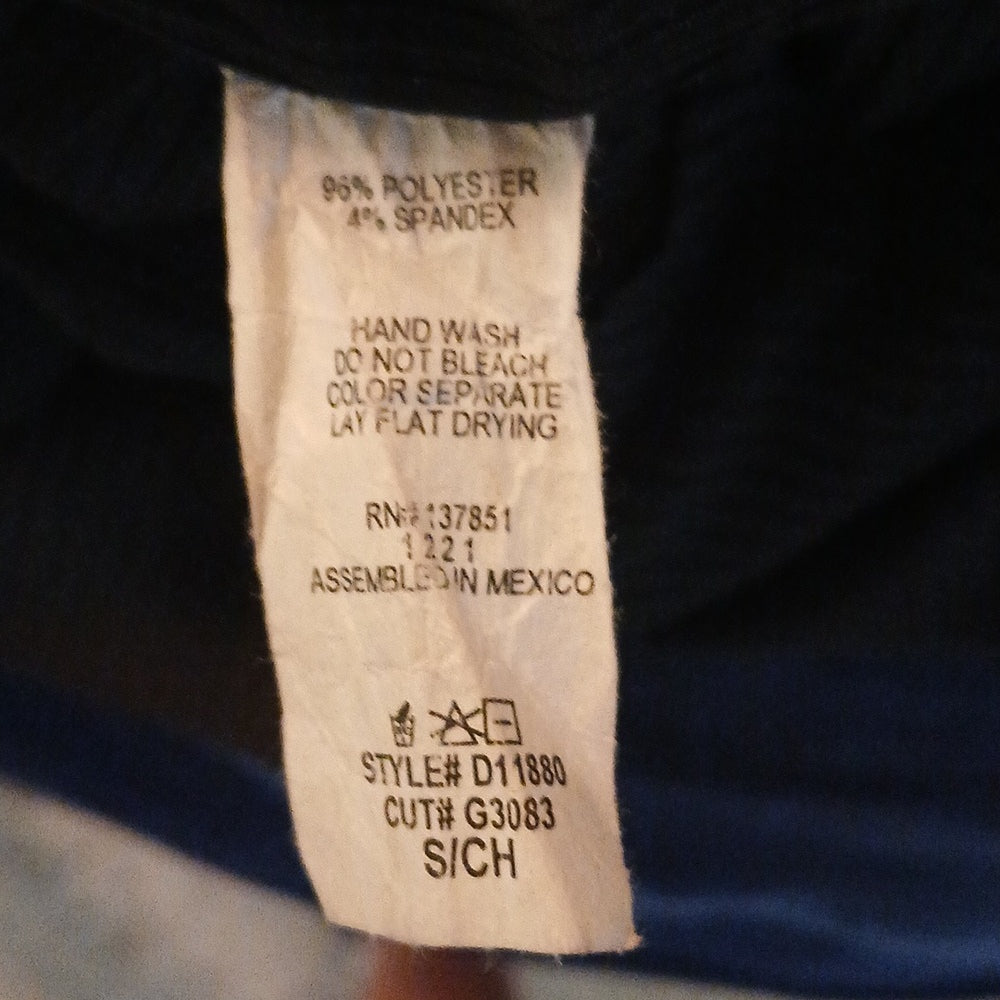 96% POLYESTER
4% SPANDEX
HAND WASH
DO NOT BLEACH
COLOR SEPARATE
LAY FLAT DRYING
RN# 137851
1221
ASSEMBLED IN MEXICO
STYLE# D11880
CUT# G3083
S/CH